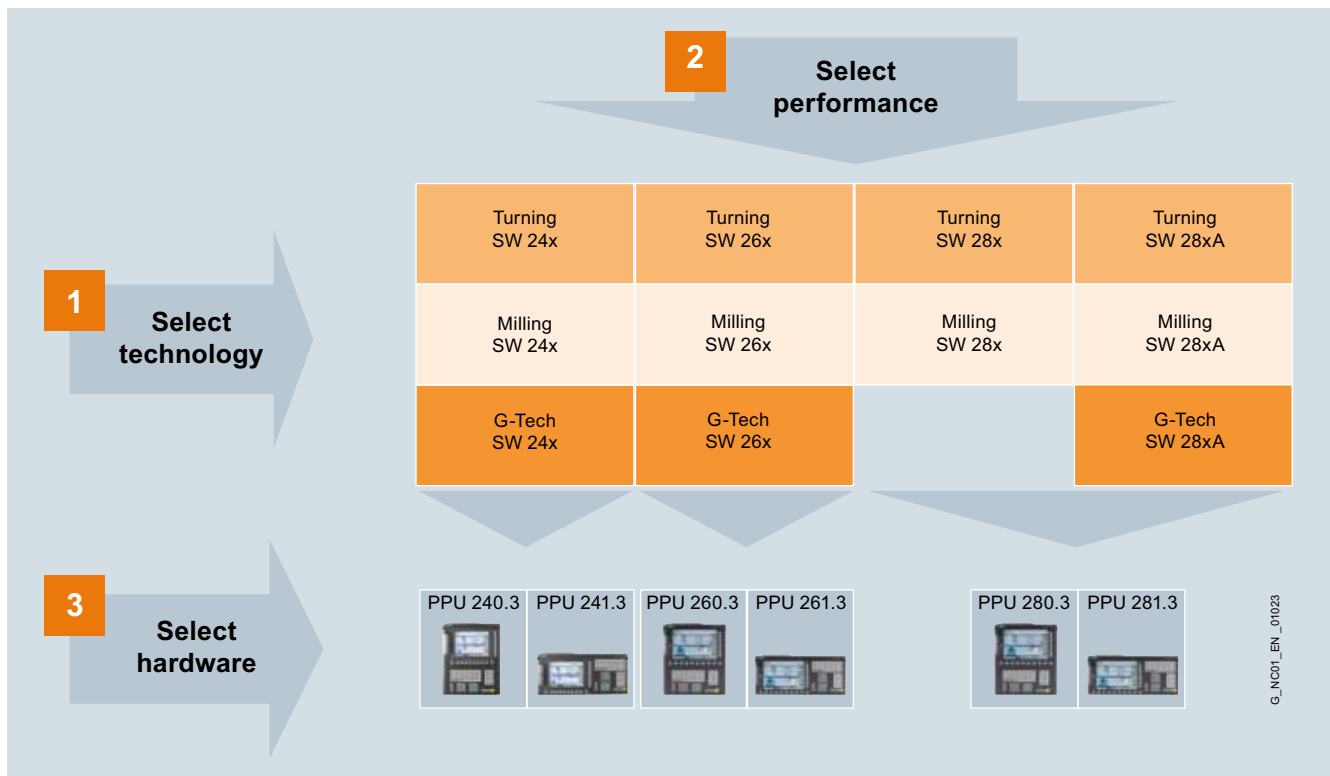 2
Select
performance
Turning
SW 24x
Turning
SW 26x
Turning
SW 28x
Turning
SW 28xA
1
Select
technology
Milling
SW 24x
Milling
SW 26x
Milling
SW 28x
Milling
SW 28xA
G-Tech
SW 24x
G-Tech
SW 26x
G-Tech
SW 28xA
3
Select
hardware
PPU 240.3
PPU 241.3
PPU 260.3
PPU 261.3
PPU 280.3
PPU 281.3
G_NC01_EN _01023